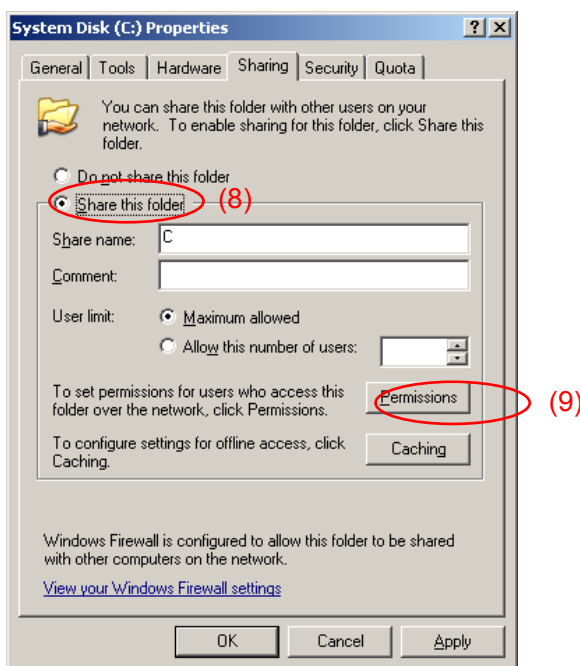 System Disk (C:) Properties
General Tools Hardware Sharing Security Quota
You can share this folder with other users on your
network. To enable sharing for this folder, click Share this
folder.
Do not share this folder
Share this folder (8)
Share name: C
Comment:
User limit: Maximum allowed
Allow this number of users:
To set permissions for users who access this
folder over the network, click Permissions.
Permissions (9)
To configure settings for offline access, click
Caching.
Caching
Windows Firewall is configured to allow this folder to be shared
with other computers on the network.
View your Windows Firewall settings
OK Cancel Apply